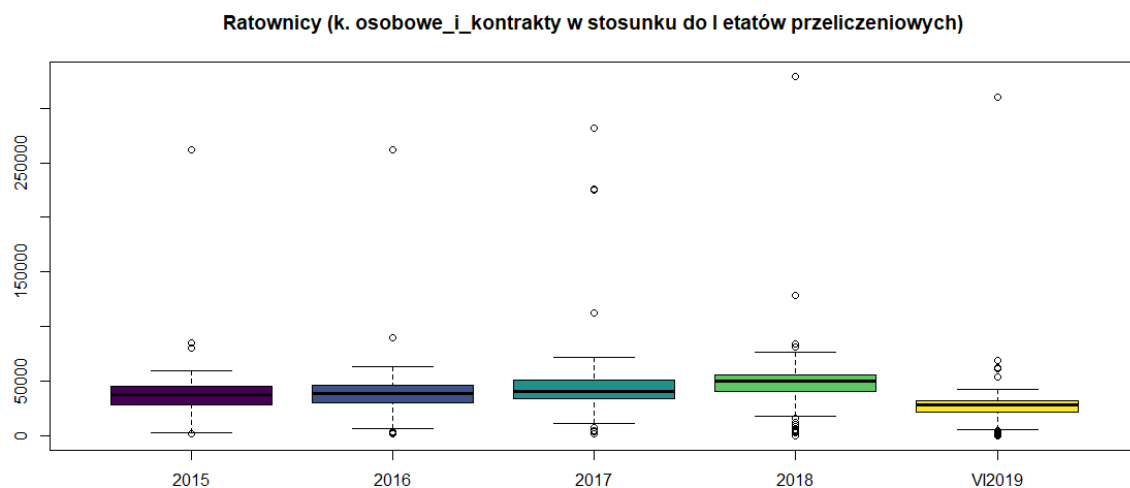 Ratownicy (k. osobowe_i_kontrakty w stosunku do l etatów przeliczeniowych)
250000
150000
50000
0
2015 2016 2017 2018 VI2019